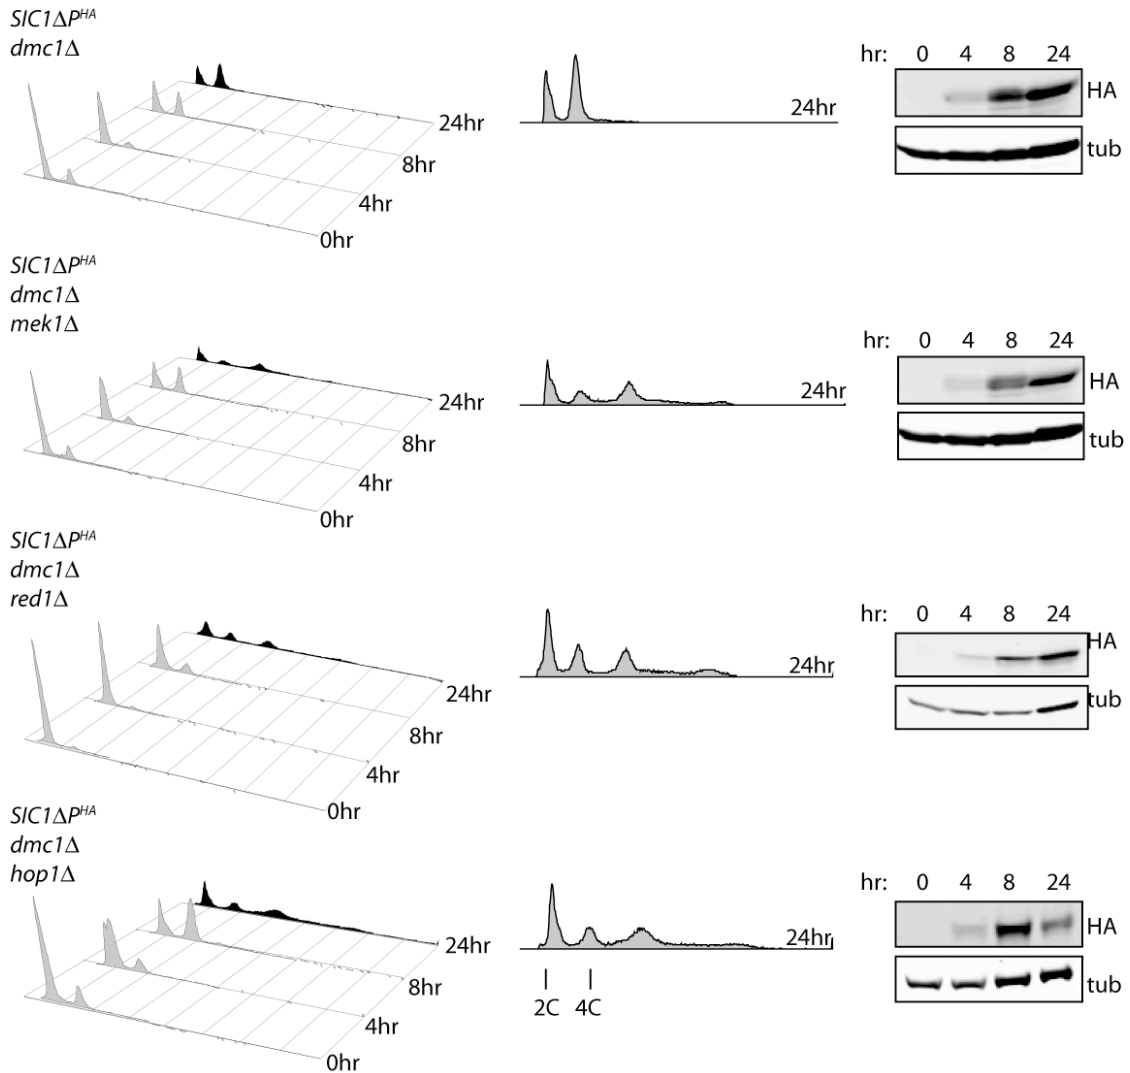 SIC1ΔP^HA
dmc1Δ
24hr
8hr
4hr
0hr
24hr
hr: 0 4 8 24
HA
tub
SIC1ΔP^HA
dmc1Δ
mek1Δ
24hr
8hr
4hr
0hr
24hr
hr: 0 4 8 24
HA
tub
SIC1ΔP^HA
dmc1Δ
red1Δ
24hr
8hr
4hr
0hr
24hr
hr: 0 4 8 24
HA
tub
SIC1ΔP^HA
dmc1Δ
hop1Δ
24hr
8hr
4hr
0hr
24hr
2C 4C
hr: 0 4 8 24
HA
tub